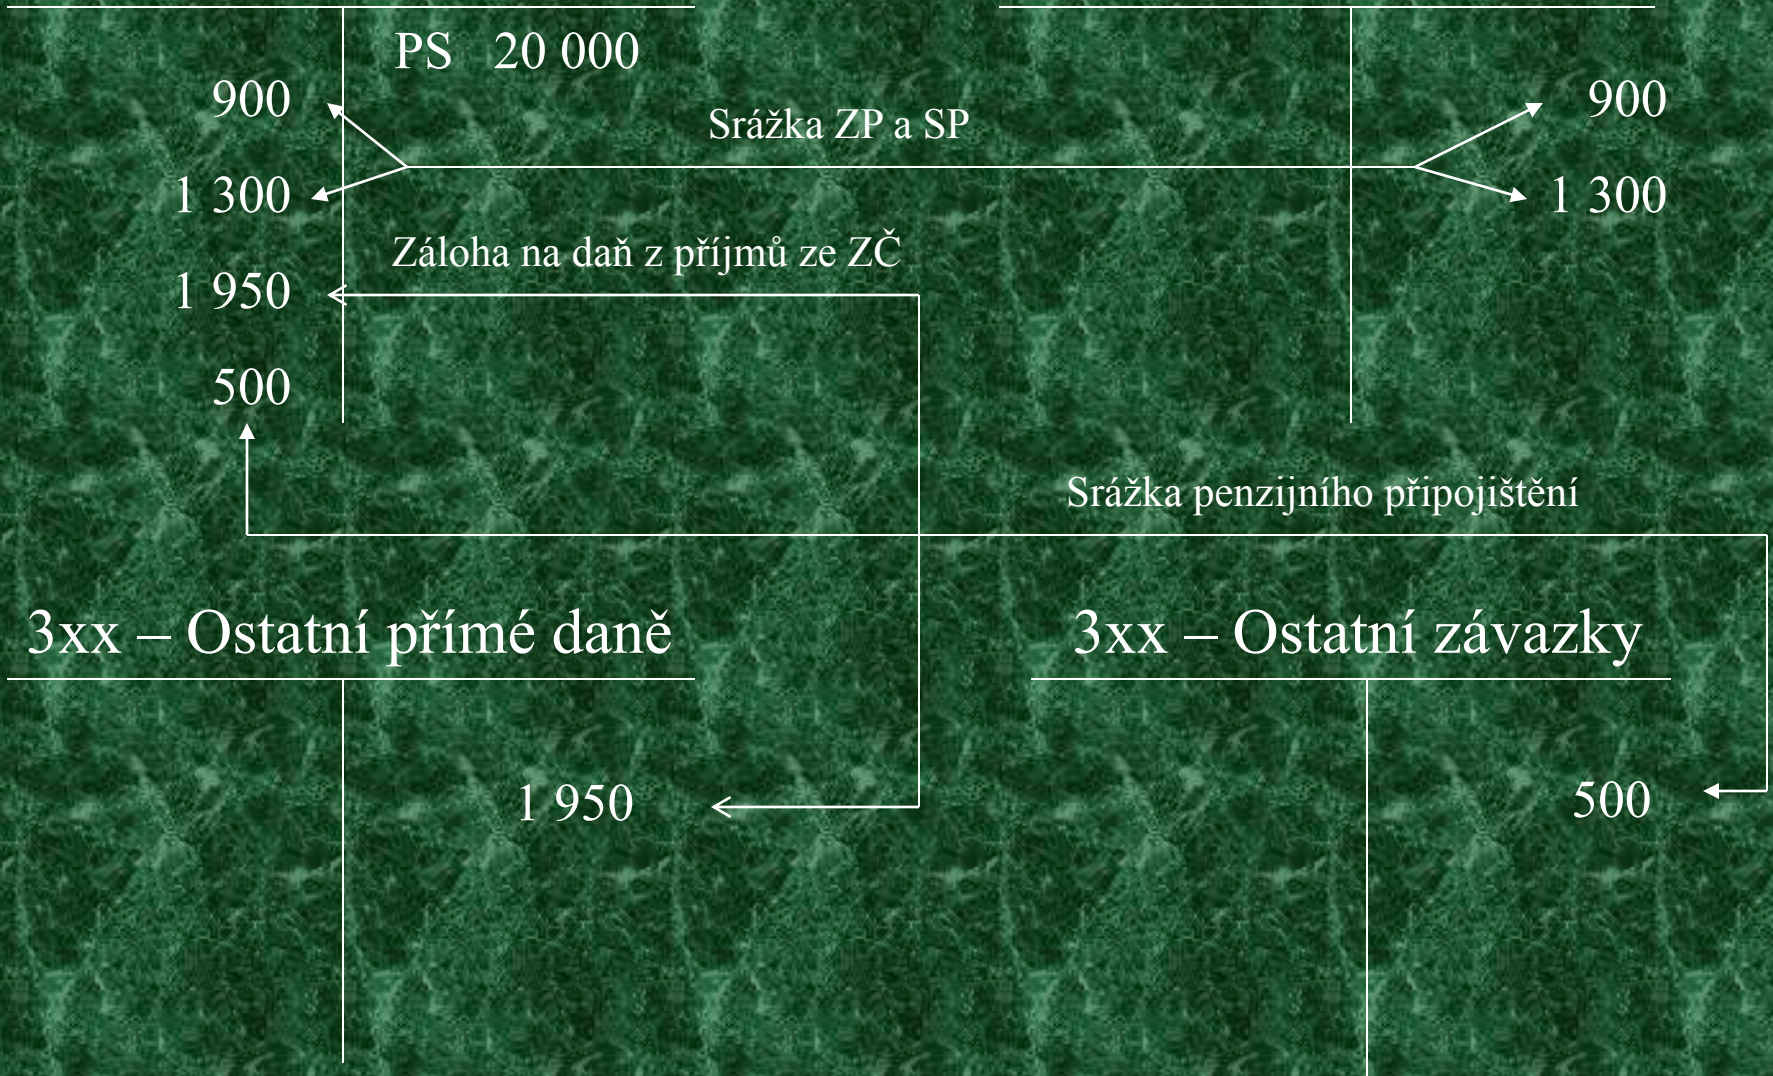 PS 20 000
900
Srážka ZP a SP
900
1 300
1 300
Záloha na daň z příjmů ze ZČ
1 950
500
Srážka penzijního připojištění
3xx – Ostatní přímé daně
3xx – Ostatní závazky
1 950
500